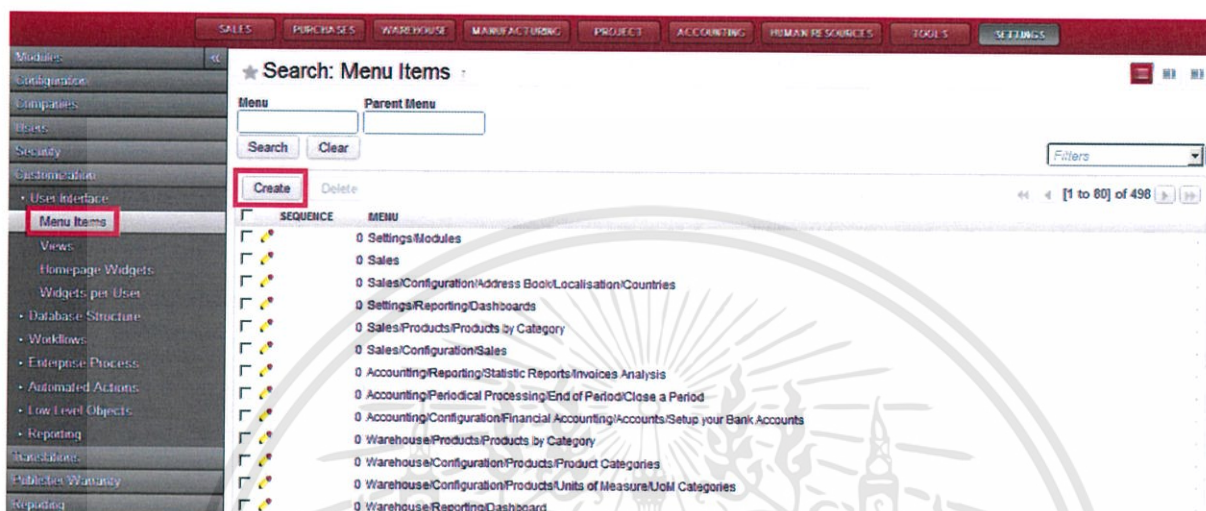 SALES PURCHASES WAREHOUSE MANUFACTURING PROJECT ACCOUNTING HUMAN RESOURCES TOOLS SETTINGS
Modules
Configuration
Companies
Users
Security
Customization
• User Interface
Menu Items
Views
Homepage Widgets
Widgets per User
• Database Structure
• Workflows
• Enterprise Process
• Automated Actions
• Low Level Objects
• Reporting
Translations
Publisher Warranty
Reporting
Search: Menu Items ?
Menu Parent Menu
Search Clear
Filters
Create Delete
[1 to 80] of 498
SEQUENCE MENU
0 Settings/Modules
0 Sales
0 Sales/Configuration/Address Book/Localisation/Countries
0 Settings/Reporting/Dashboards
0 Sales/Products/Products by Category
0 Sales/Configuration/Sales
0 Accounting/Reporting/Statistic Reports/Invoices Analysis
0 Accounting/Periodical Processing/End of Period/Close a Period
0 Accounting/Configuration/Financial Accounting/Accounts/Setup your Bank Accounts
0 Warehouse/Products/Products by Category
0 Warehouse/Configuration/Products/Product Categories
0 Warehouse/Configuration/Products/Units of Measure/UoM Categories
0 Warehouse/Reporting/Dashboard